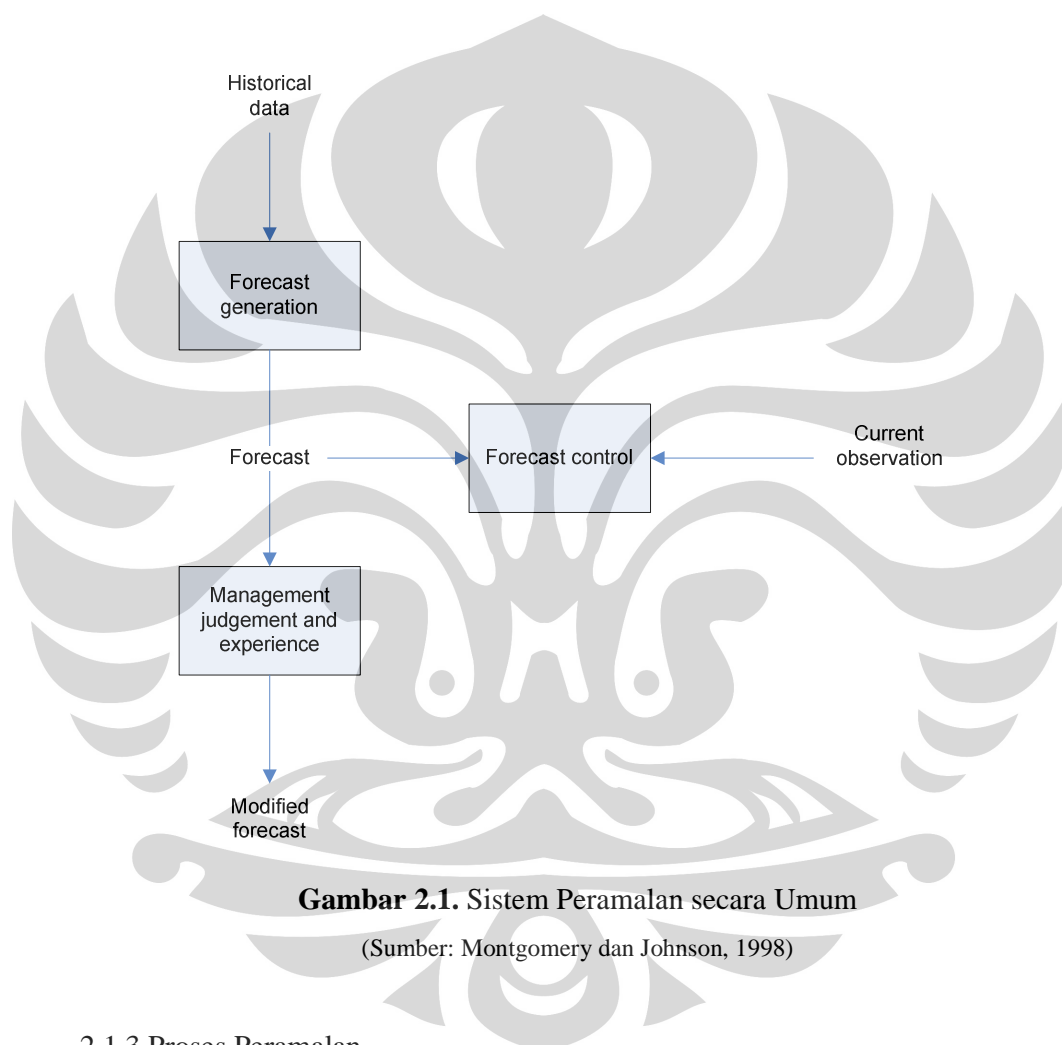 Historical
data
Forecast
generation
Forecast
Forecast control
Current
observation
Management
judgement and
experience
Modified
forecast
Gambar 2.1. Sistem Peramalan secara Umum
(Sumber: Montgomery dan Johnson, 1998)
2.1.3 Proses Peramalan